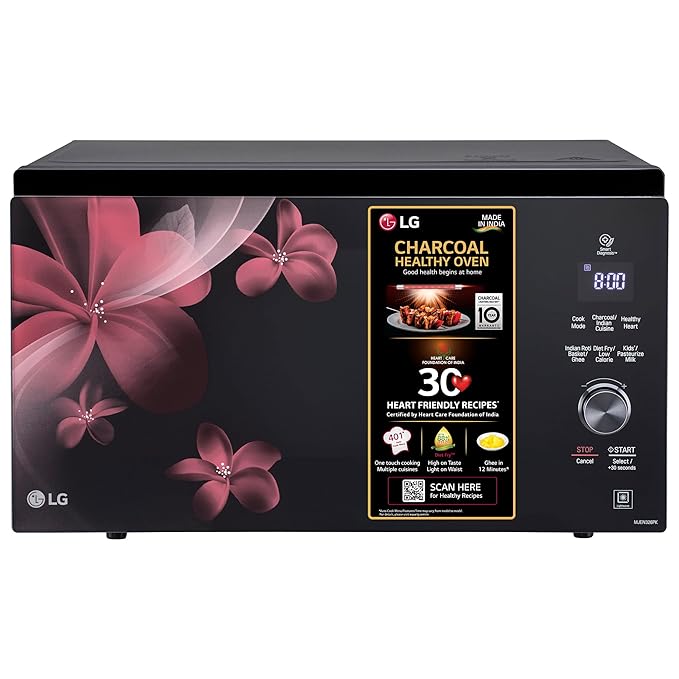 LG
MADE
IN INDIA
CHARCOAL
HEALTHY OVEN
Good health begins at home
CHARCOAL
10
YEAR
WARRANTY
HEART CARE
FOUNDATION OF INDIA
30
HEART FRIENDLY RECIPES*
Certified by Heart Care Foundation of India
401*
Diet Fry™
One touch cooking
Multiple cuisines
High on Taste
Light on Waist
Ghee in
12 Minutes*
SCAN HERE
for Healthy Recipes
LG
Smart
Diagnosis™
8:00
Cook
Mode
Charcoal/
Indian
Cuisine
Healthy
Heart
Indian Roti
Basket/
Ghee
Diet Fry/
Low
Calorie
Kids'/
Pasteurize
Milk
STOP
Cancel
START
Select /
+30 seconds
MJEN326PK